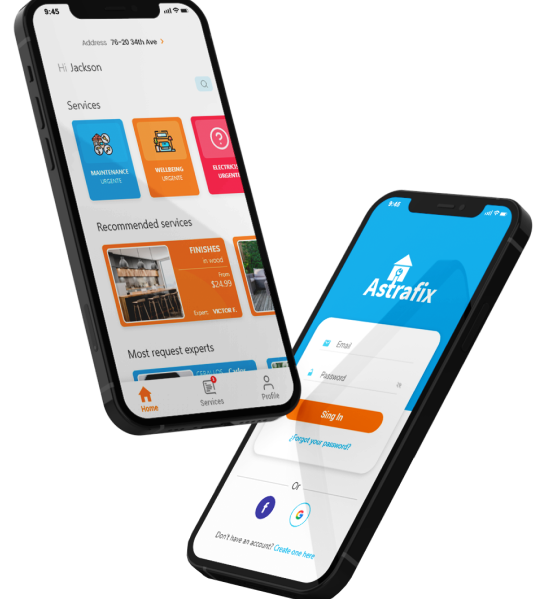 9:45
Address 76-20 34th Ave >
Hi Jackson
Services
MAINTENANCE
URGENTE
WELLBEING
URGENTE
URGENTE
Recommended services
FINISHES
in wood
From
$24.99
VICTOR F.
Most request experts
CEBALLOS
1
Home
Services
Profile
9:45
Astrafix
Email
Password
Sing In
¿Forgot your password?
Or
f
G
Don't have an account? Create one here